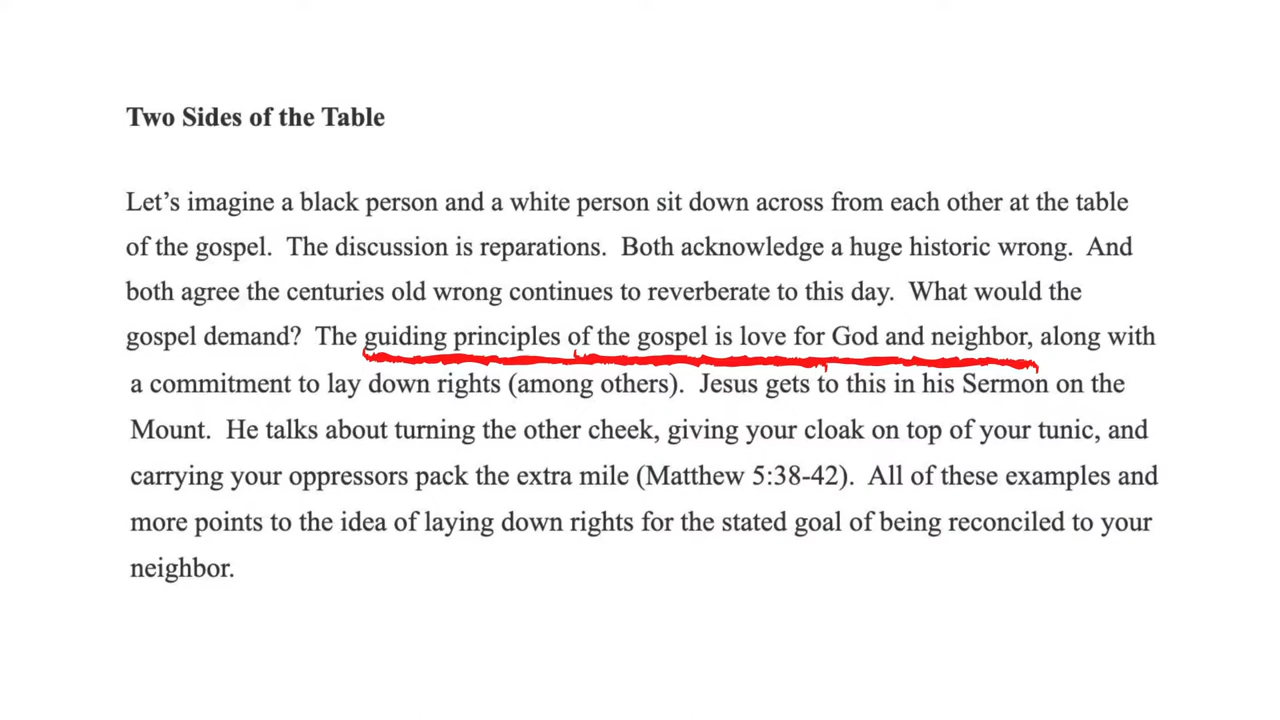 Two Sides of the Table
Let’s imagine a black person and a white person sit down across from each other at the table
of the gospel.  The discussion is reparations.  Both acknowledge a huge historic wrong.  And
both agree the centuries old wrong continues to reverberate to this day.  What would the
gospel demand?  The guiding principles of the gospel is love for God and neighbor, along with
a commitment to lay down rights (among others).  Jesus gets to this in his Sermon on the
Mount.  He talks about turning the other cheek, giving your cloak on top of your tunic, and
carrying your oppressors pack the extra mile (Matthew 5:38-42).  All of these examples and
more points to the idea of laying down rights for the stated goal of being reconciled to your
neighbor.